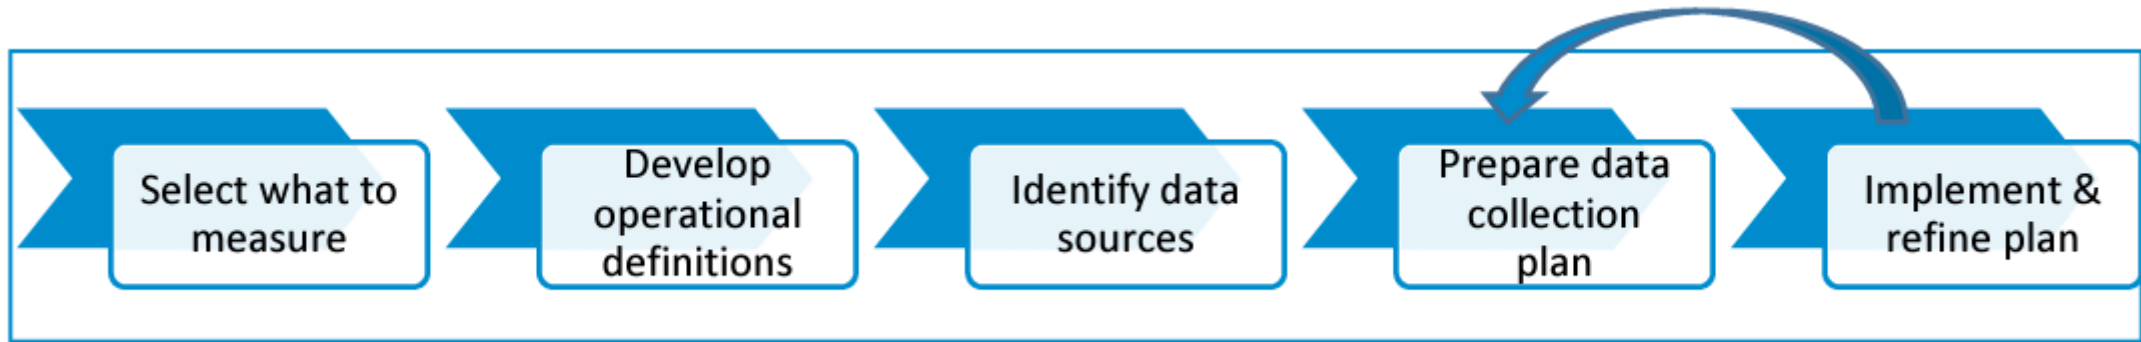 Select what to
measure
Develop
operational
definitions
Identify data
sources
Prepare data
collection
plan
Implement &
refine plan